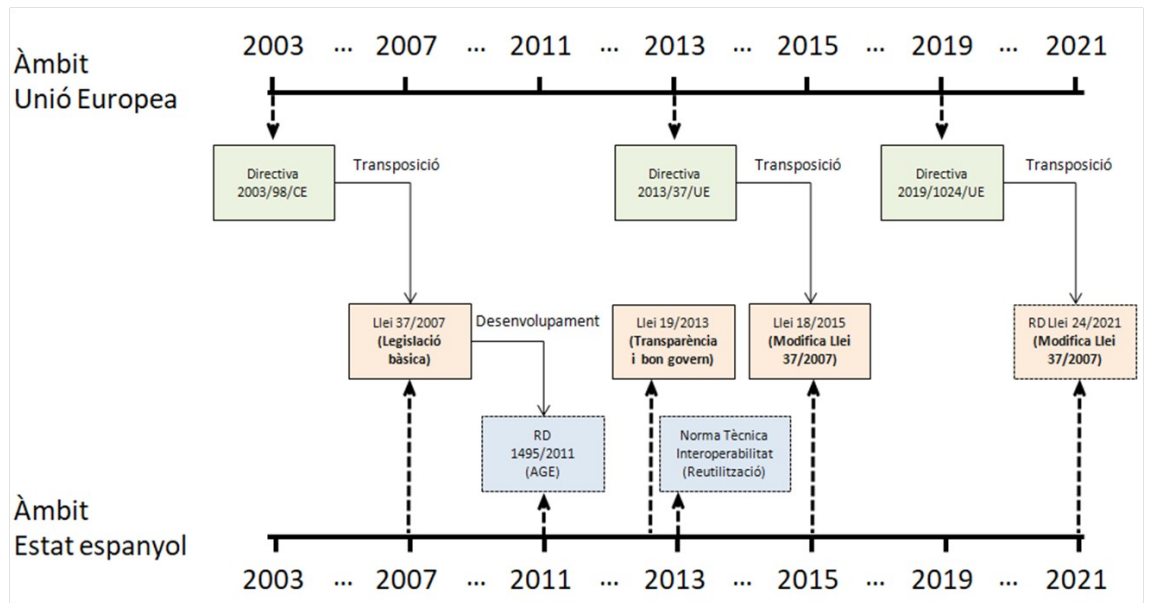 2003 ... 2007 ... 2011 ... 2013 ... 2015 ... 2019 ... 2021
Àmbit
Unió Europea
Directiva
2003/98/CE
Transposició
Directiva
2013/37/UE
Transposició
Directiva
2019/1024/UE
Transposició
Llei 37/2007
(Legislació
bàsica)
Desenvolupament
Llei 19/2013
(Transparència
i bon govern)
Llei 18/2015
(Modifica Llei
37/2007)
RD Llei 24/2021
(Modifica Llei
37/2007)
RD
1495/2011
(AGE)
Norma Tècnica
Interoperabilitat
(Reutilització)
Àmbit
Estat espanyol
2003 ... 2007 ... 2011 ... 2013 ... 2015 ... 2019 ... 2021